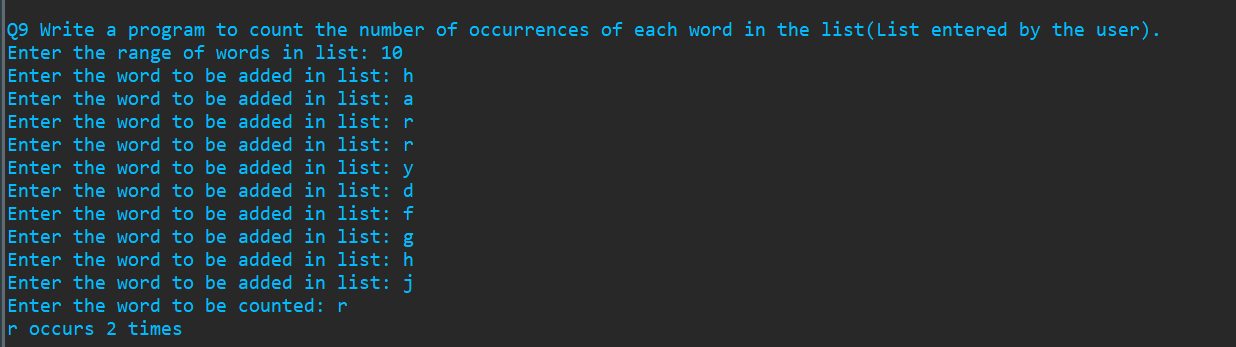 Q9 Write a program to count the number of occurrences of each word in the list(List entered by the user).
Enter the range of words in list: 10
Enter the word to be added in list: h
Enter the word to be added in list: a
Enter the word to be added in list: r
Enter the word to be added in list: r
Enter the word to be added in list: y
Enter the word to be added in list: d
Enter the word to be added in list: f
Enter the word to be added in list: g
Enter the word to be added in list: h
Enter the word to be added in list: j
Enter the word to be counted: r
r occurs 2 times